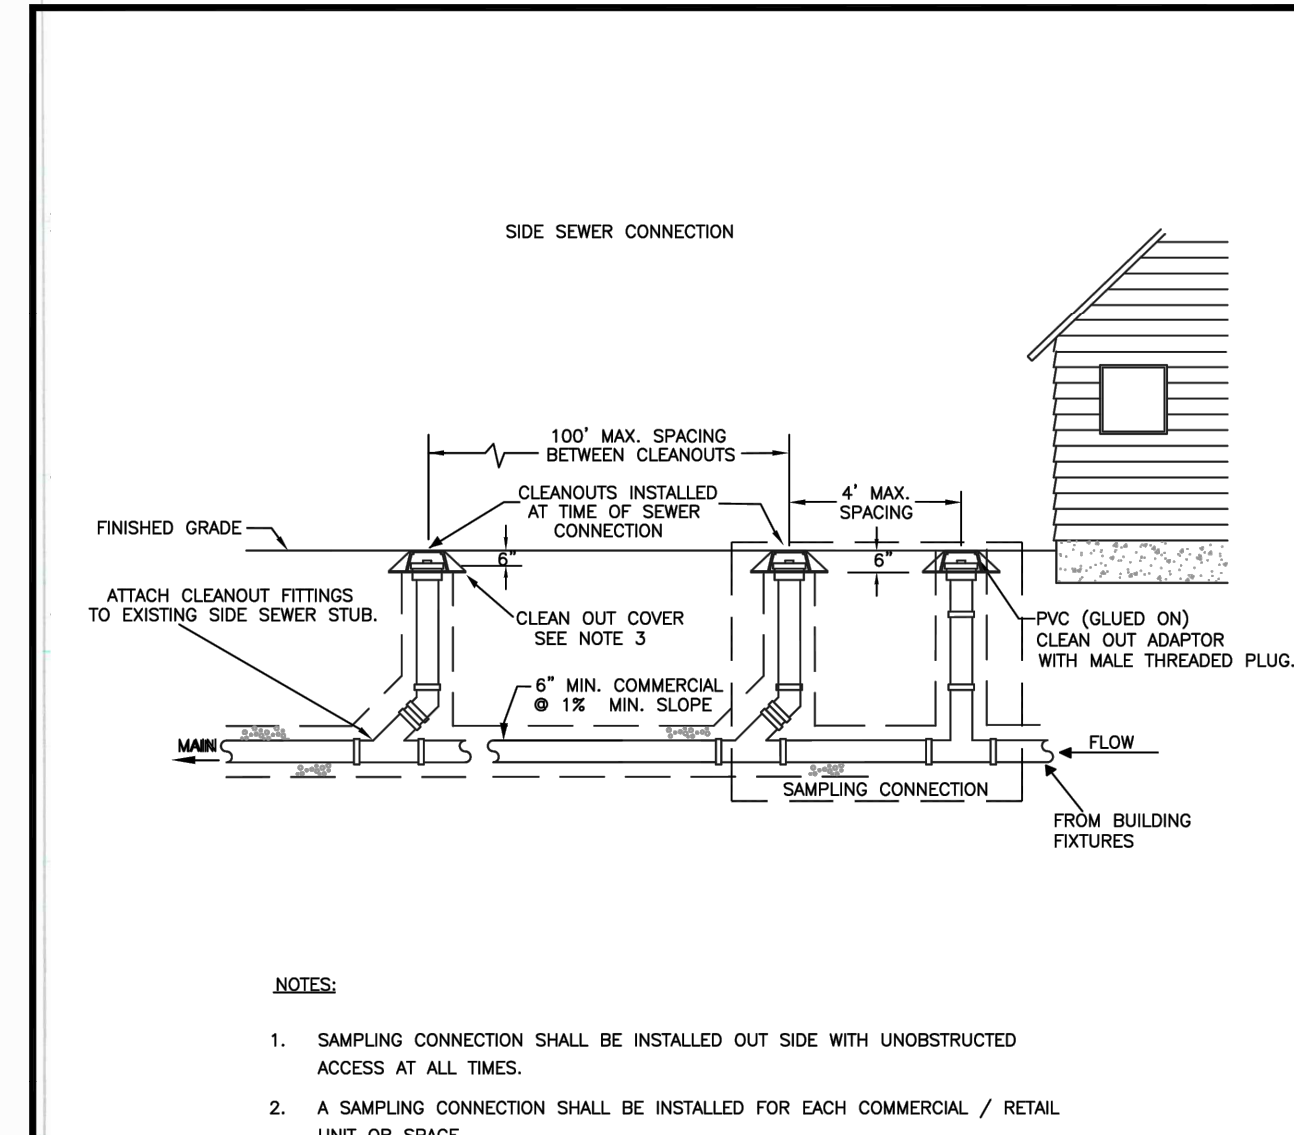 SIDE SEWER CONNECTION
100' MAX. SPACING
BETWEEN CLEANOUTS
CLEANOUTS INSTALLED
AT TIME OF SEWER
CONNECTION
4' MAX.
SPACING
FINISHED GRADE
6"
6"
ATTACH CLEANOUT FITTINGS
TO EXISTING SIDE SEWER STUB.
CLEAN OUT COVER
SEE NOTE 3
PVC (GLUED ON)
CLEAN OUT ADAPTOR
WITH MALE THREADED PLUG.
6" MIN. COMMERCIAL
@ 1% MIN. SLOPE
MAIN
FLOW
SAMPLING CONNECTION
FROM BUILDING
FIXTURES
NOTES:
1. SAMPLING CONNECTION SHALL BE INSTALLED OUT SIDE WITH UNOBSTRUCTED
ACCESS AT ALL TIMES.
2. A SAMPLING CONNECTION SHALL BE INSTALLED FOR EACH COMMERCIAL / RETAIL
UNIT OR SPACE